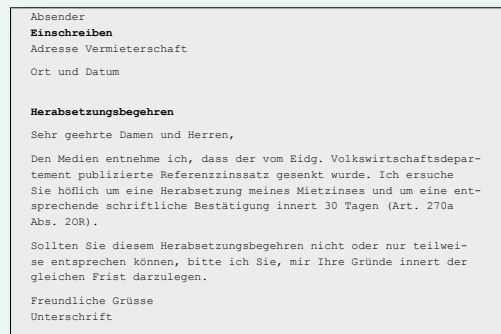 Absender
Einschreiben
Adresse Vermieterschaft
Ort und Datum
Herabsetzungsbegehren
Sehr geehrte Damen und Herren,
Den Medien entnehme ich, dass der vom Eidg. Volkswirtschaftsdepar-
tement publizierte Referenzzinssatz gesenkt wurde. Ich ersuche
Sie höflich um eine Herabsetzung meines Mietzinses und um eine ent-
sprechende schriftliche Bestätigung innert 30 Tagen (Art. 270a
Abs. 2OR).
Sollten Sie diesem Herabsetzungsbegehren nicht oder nur teilwei-
se entsprechen können, bitte ich Sie, mir Ihre Gründe innert der
gleichen Frist darzulegen.
Freundliche Grüsse
Unterschrift